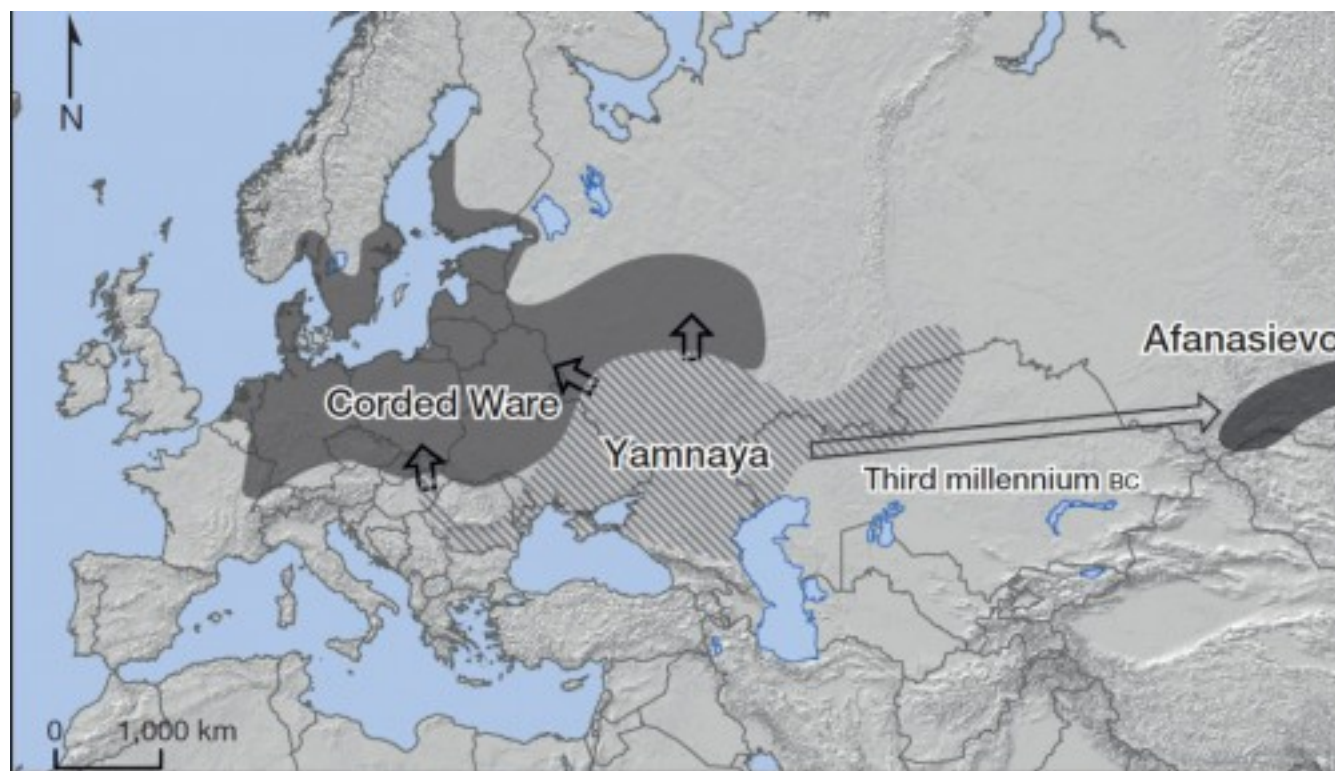 N
Afanasievo
Corded Ware
Yamnaya
Third millennium BC
0 1,000 km